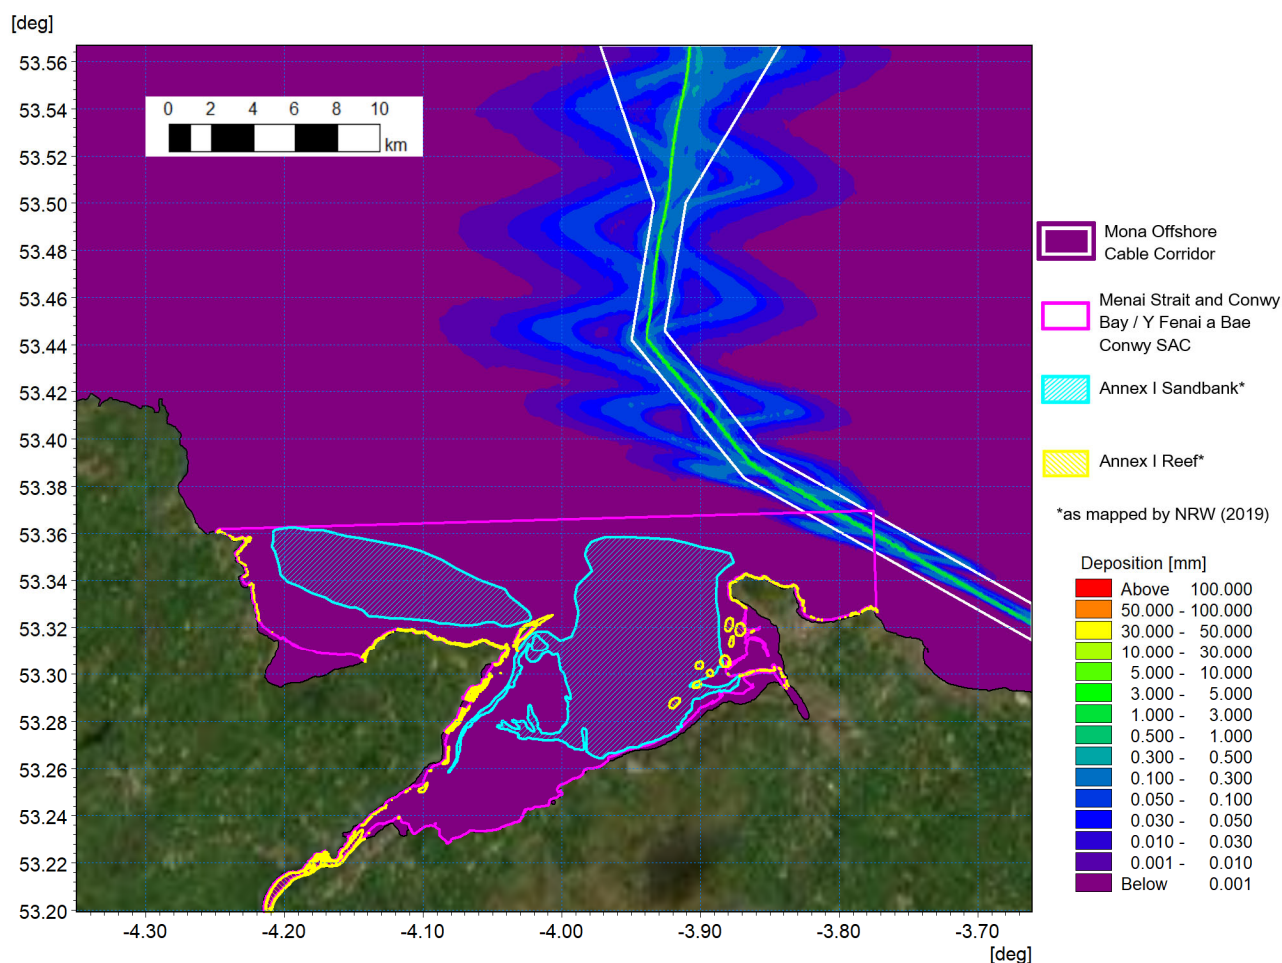 [deg]
53.56
53.54
53.52
53.50
53.48
53.46
53.44
53.42
53.40
53.38
53.36
53.34
53.32
53.30
53.28
53.26
53.24
53.22
53.20
0 2 4 6 8 10
km
-4.30 -4.20 -4.10 -4.00 -3.90 -3.80 -3.70
[deg]
Mona Offshore
Cable Corridor
Menai Strait and Conwy
Bay / Y Fenai a Bae
Conwy SAC
Annex I Sandbank*
Annex I Reef*
*as mapped by NRW (2019)
Deposition [mm]
Above 100.000
50.000 - 100.000
30.000 - 50.000
10.000 - 30.000
5.000 - 10.000
3.000 - 5.000
1.000 - 3.000
0.500 - 1.000
0.300 - 0.500
0.100 - 0.300
0.050 - 0.100
0.030 - 0.050
0.010 - 0.030
0.001 - 0.010
Below 0.001